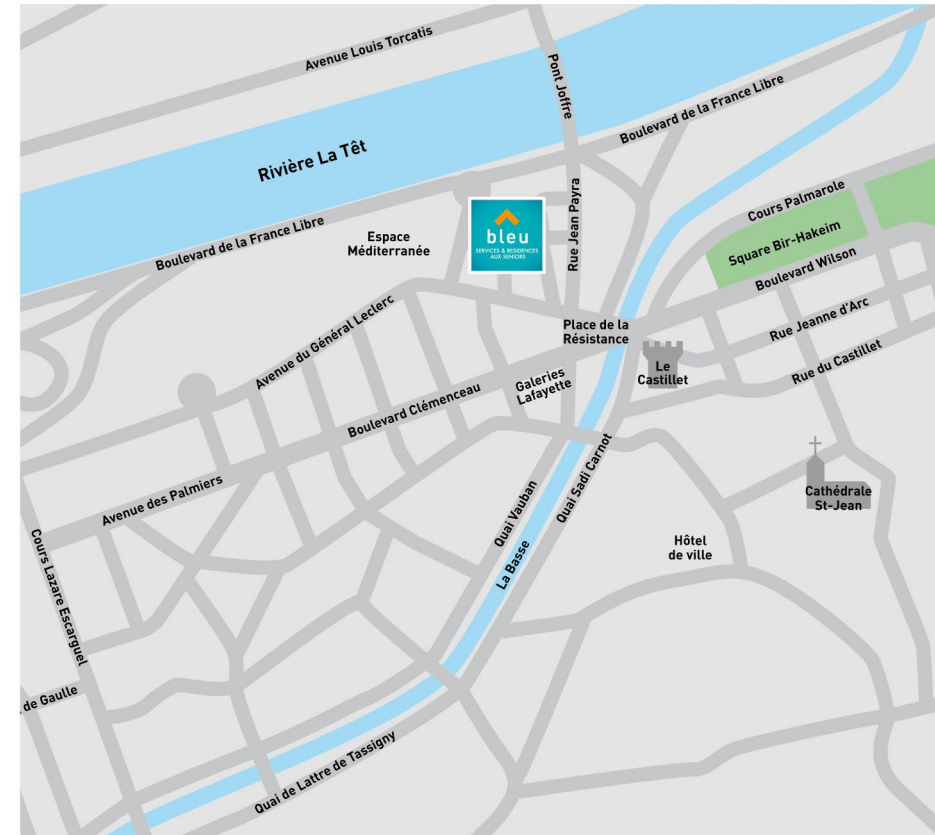 Avenue Louis Torcatis
Pont Joffre
Boulevard de la France Libre
Rivière La Têt
Cours Palmarole
Rue Jean Payra
bleu
SERVICES & RESIDENCES
AUX SENIORS
Espace
Méditerranée
Boulevard de la France Libre
Square Bir-Hakeim
Boulevard Wilson
Rue Jeanne d'Arc
Place de la
Résistance
Avenue du Général Leclerc
Rue du Castillet
Le
Castillet
Galeries
Lafayette
Boulevard Clémenceau
Avenue des Palmiers
Quai Vauban
Quai Sadi Carnot
Cathédrale
St-Jean
Hôtel
de ville
La Basse
Cours Lazare Escarguel
de Gaulle
Quai de Lattre de Tassigny